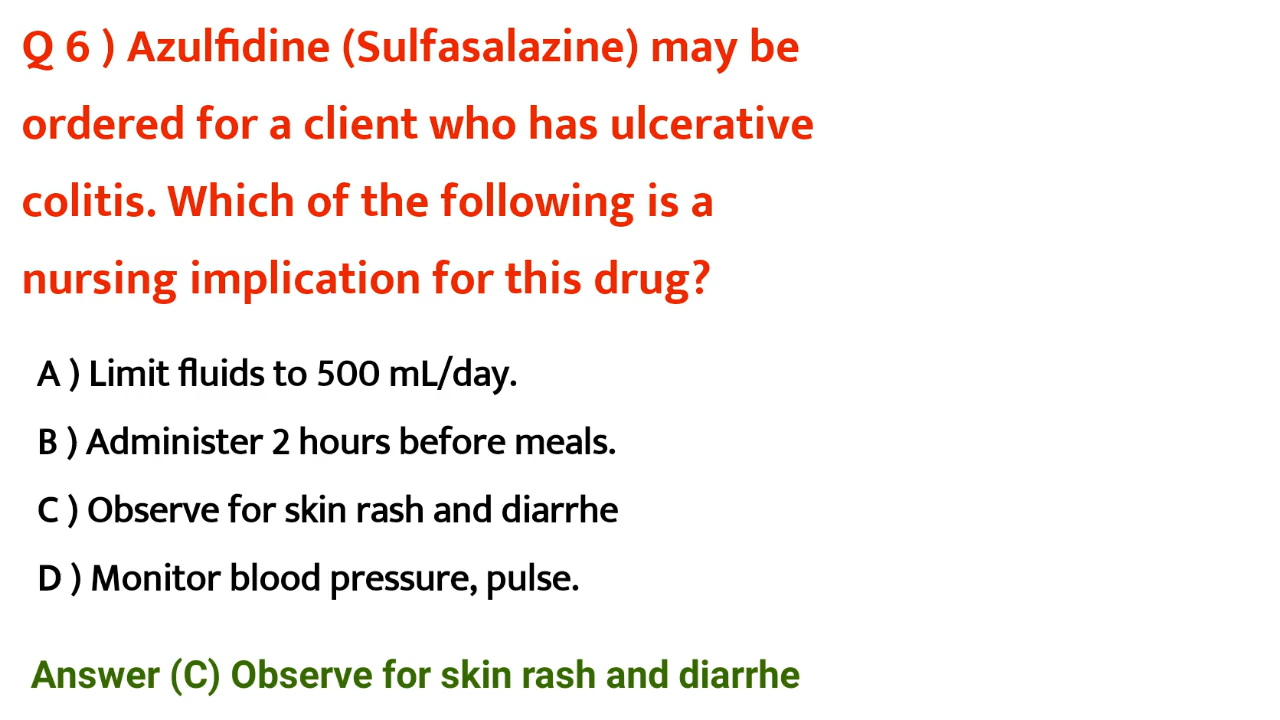 Q 6 ) Azulfidine (Sulfasalazine) may be
ordered for a client who has ulcerative
colitis. Which of the following is a
nursing implication for this drug?
A ) Limit fluids to 500 mL/day.
B ) Administer 2 hours before meals.
C ) Observe for skin rash and diarrhe
D ) Monitor blood pressure, pulse.
Answer (C) Observe for skin rash and diarrhe